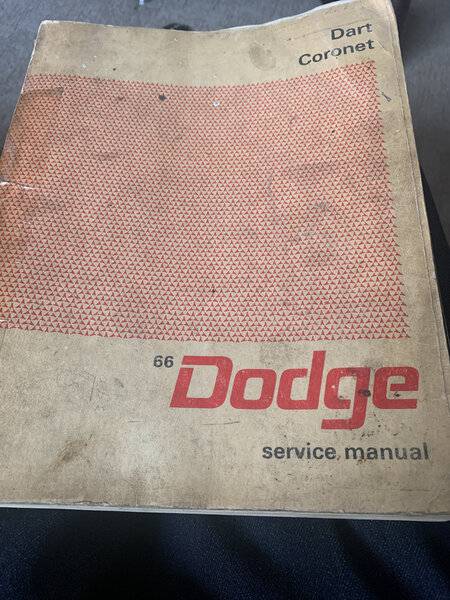 Dart
Coronet
66 Dodge
service manual